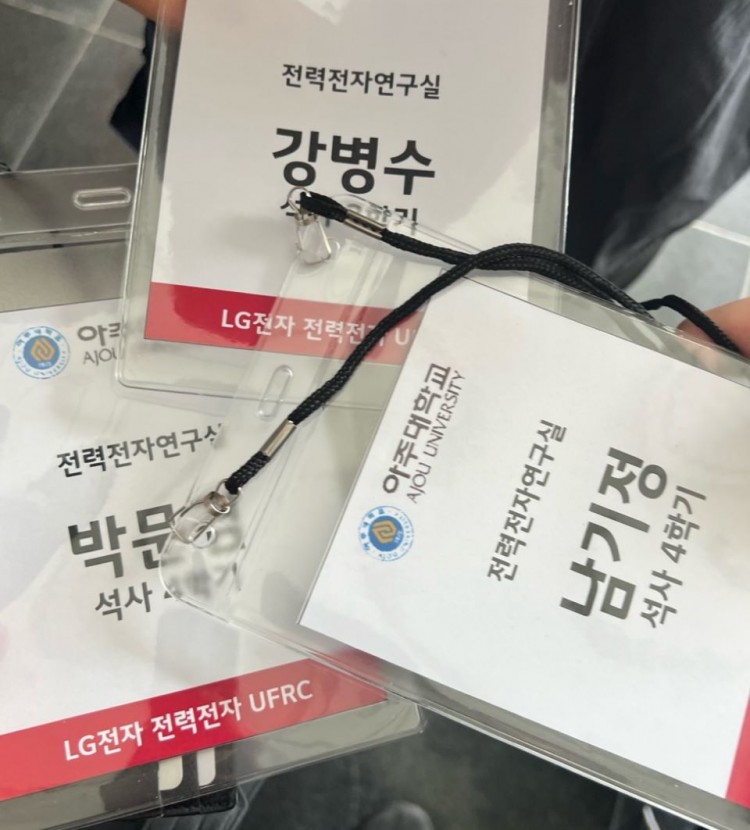 전력전자연구실
강병수
LG전자 전력전자
아주대학교
AJOU UNIVERSITY
전력전자연구실
남기정
석사 4학기
AJOU
전력전자연구실
석사
LG전자 전력전자 UFRC